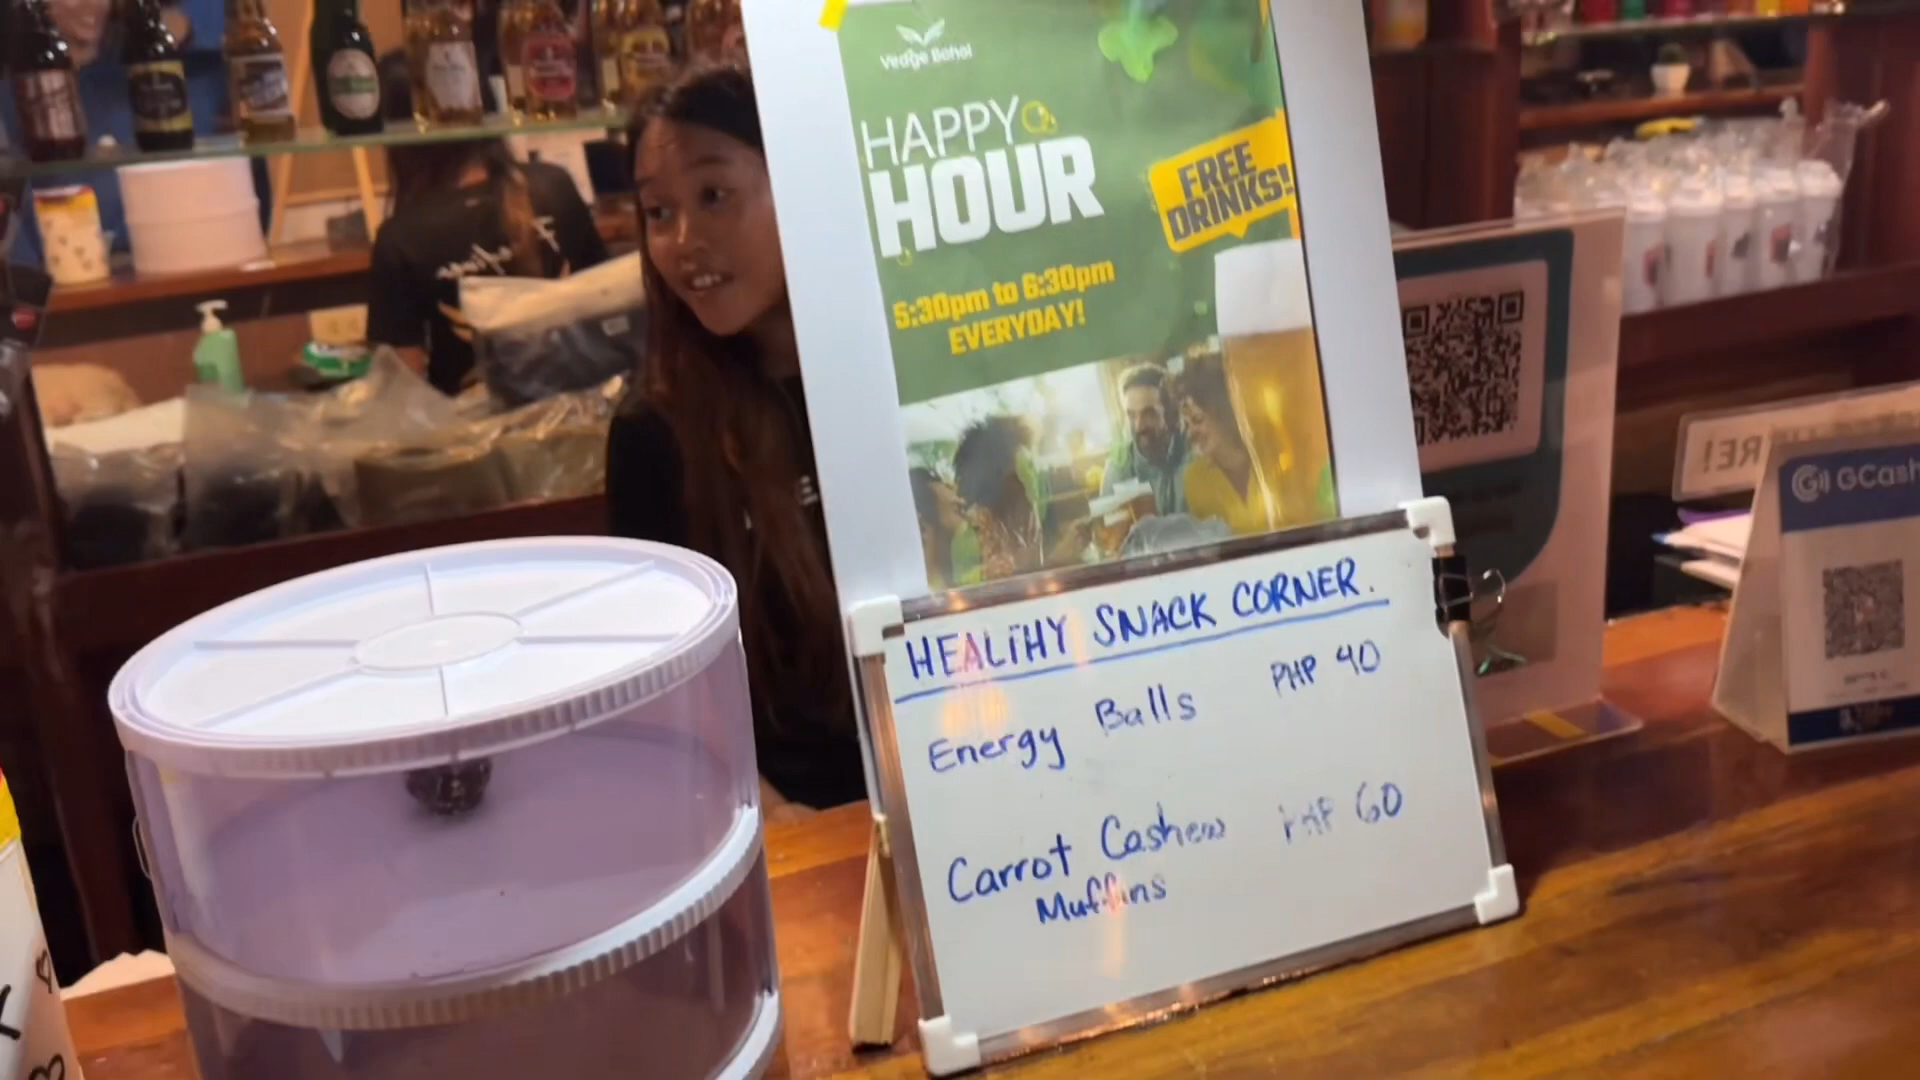 Vedge Bohol
HAPPY
HOUR
FREE
DRINKS!
5:30pm to 6:30pm
EVERYDAY!
HEALTHY SNACK CORNER.
Energy Balls PHP 40
Carrot Cashew PHP 60
Muffins
GCash